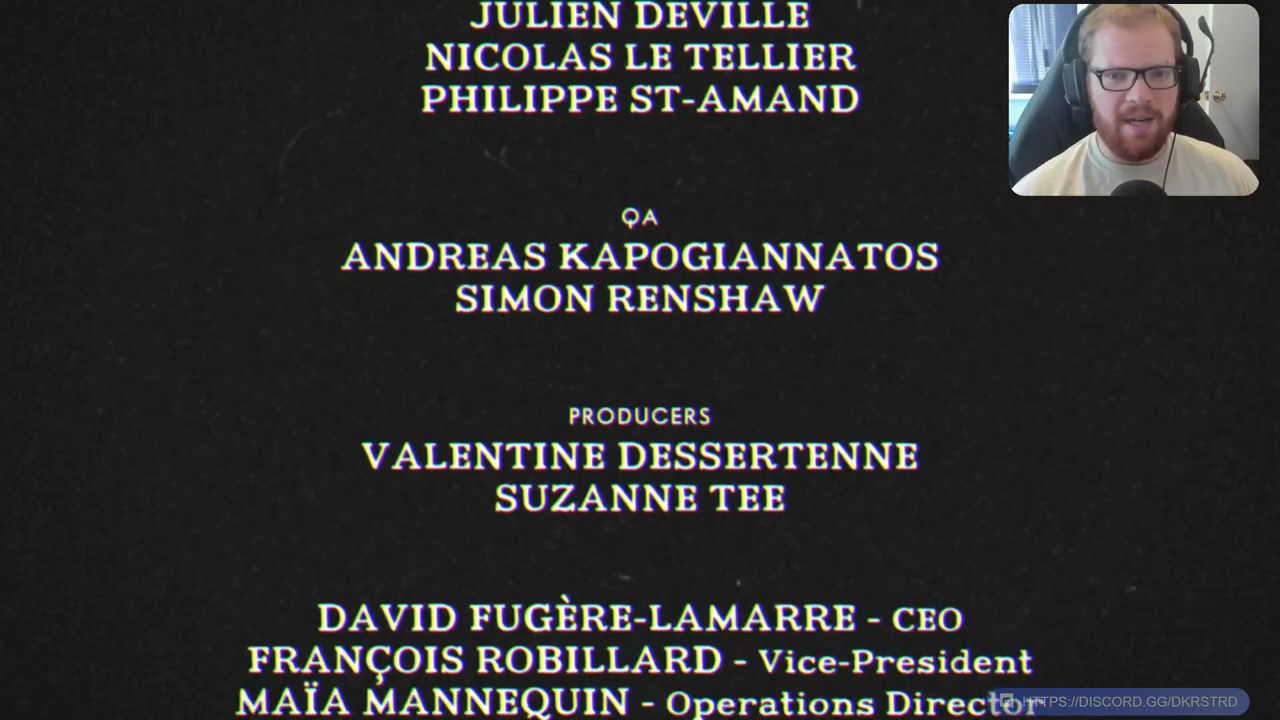 JULIEN DEVILLE
NICOLAS LE TELLIER
PHILIPPE ST-AMAND
QA
ANDREAS KAPOGIANNATOS
SIMON RENSHAW
PRODUCERS
VALENTINE DESSERTENNE
SUZANNE TEE
DAVID FUGÈRE-LAMARRE - CEO
FRANÇOIS ROBILLARD - Vice-President
MAÏA MANNEQUIN - Operations Director
HTTPS://DISCORD.GG/DKRSTRD